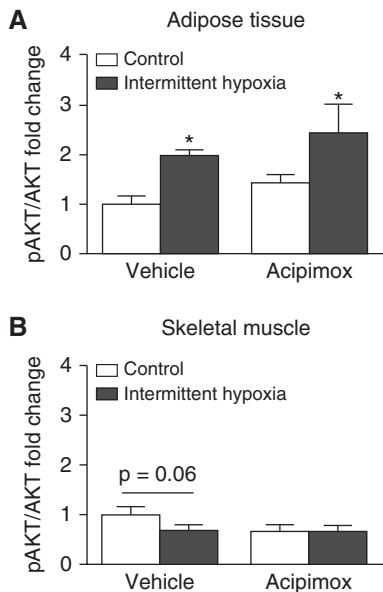 A
Adipose tissue
pAKT/AKT fold change
4
3
2
1
0
Control
Intermittent hypoxia
*
*
Vehicle
Acipimox
B
Skeletal muscle
pAKT/AKT fold change
4
3
2
1
0
Control
Intermittent hypoxia
p = 0.06
Vehicle
Acipimox